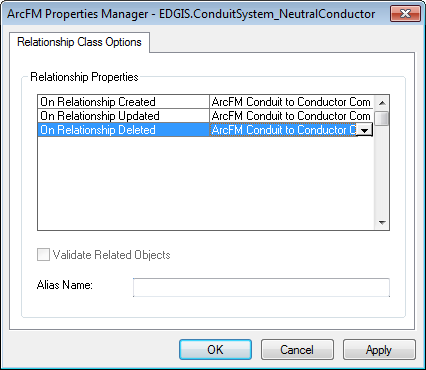 ArcFM Properties Manager - EDGIS.ConduitSystem_NeutralConductor
Relationship Class Options
Relationship Properties
On Relationship Created ArcFM Conduit to Conductor Com
On Relationship Updated ArcFM Conduit to Conductor Com
On Relationship Deleted ArcFM Conduit to Conductor C
Validate Related Objects
Alias Name:
OK Cancel Apply